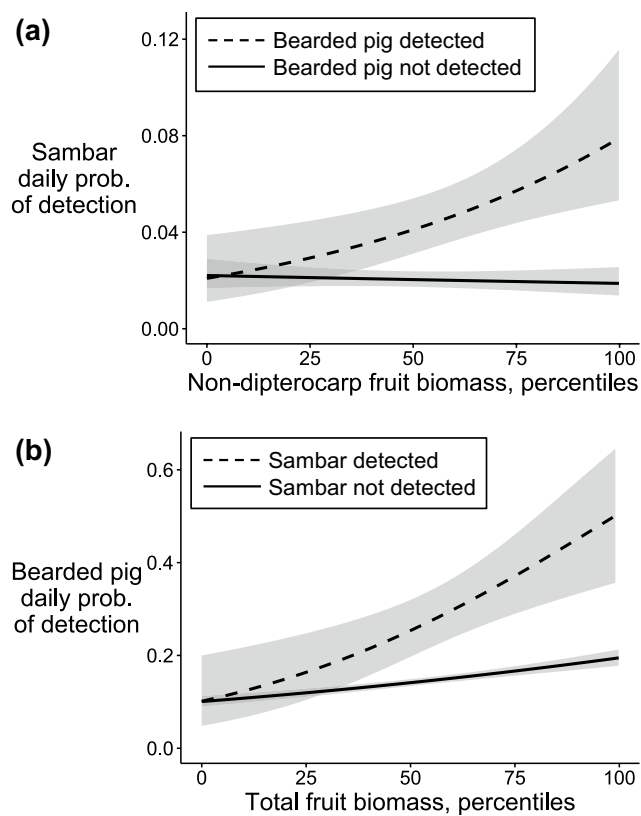 (a)
0.12
0.08
0.04
0.00
Sambar
daily prob.
of detection
Bearded pig detected
Bearded pig not detected
0 25 50 75 100
Non-dipterocarp fruit biomass, percentiles
(b)
0.6
0.4
0.2
0.0
Bearded pig
daily prob.
of detection
Sambar detected
Sambar not detected
0 25 50 75 100
Total fruit biomass, percentiles